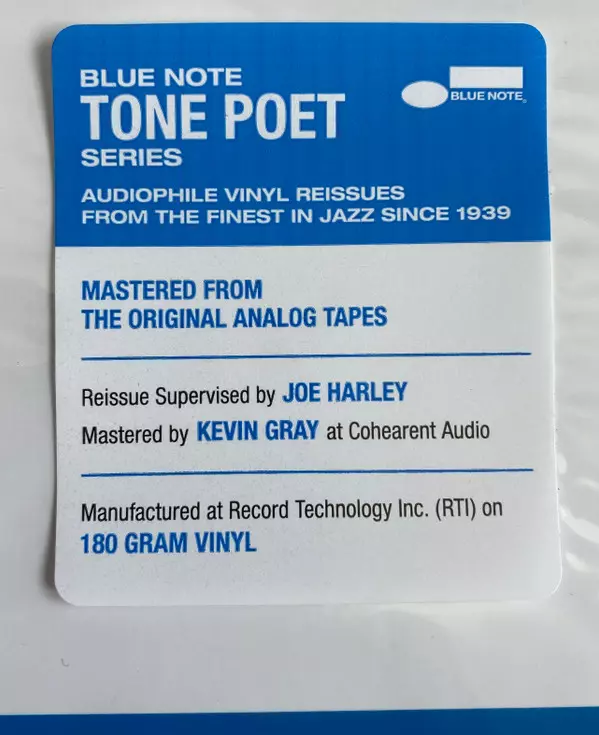 BLUE NOTE
TONE POET
SERIES
BLUE NOTE®
AUDIOPHILE VINYL REISSUES
FROM THE FINEST IN JAZZ SINCE 1939
MASTERED FROM
THE ORIGINAL ANALOG TAPES
Reissue Supervised by JOE HARLEY
Mastered by KEVIN GRAY at Cohearent Audio
Manufactured at Record Technology Inc. (RTI) on
180 GRAM VINYL